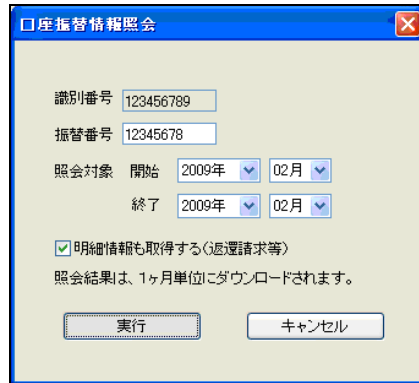 口座振替情報照会
識別番号 123456789
振替番号 12345678
照会対象 開始 2009年 02月
終了 2009年 02月
明細情報も取得する(返還請求等)
照会結果は、1ヶ月単位にダウンロードされます。
実行 キャンセル